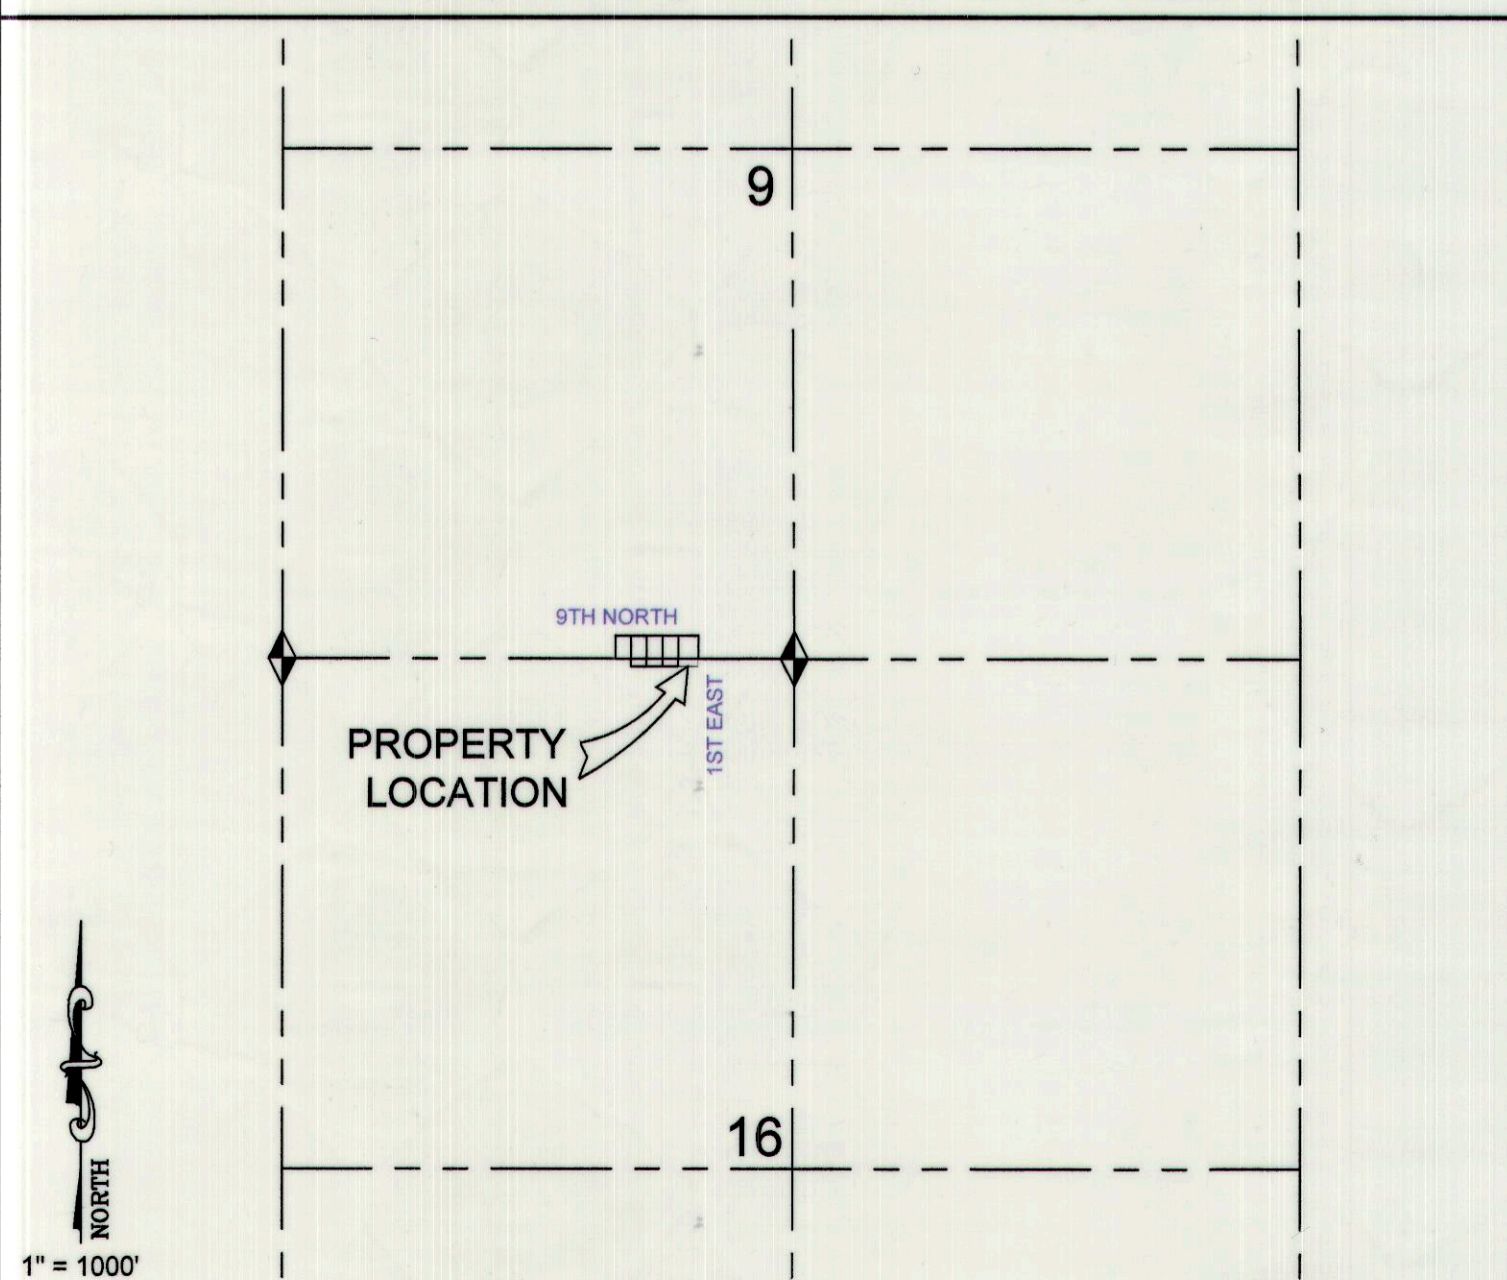 9
9TH NORTH
1ST EAST
PROPERTY
LOCATION
16
NORTH
1" = 1000'